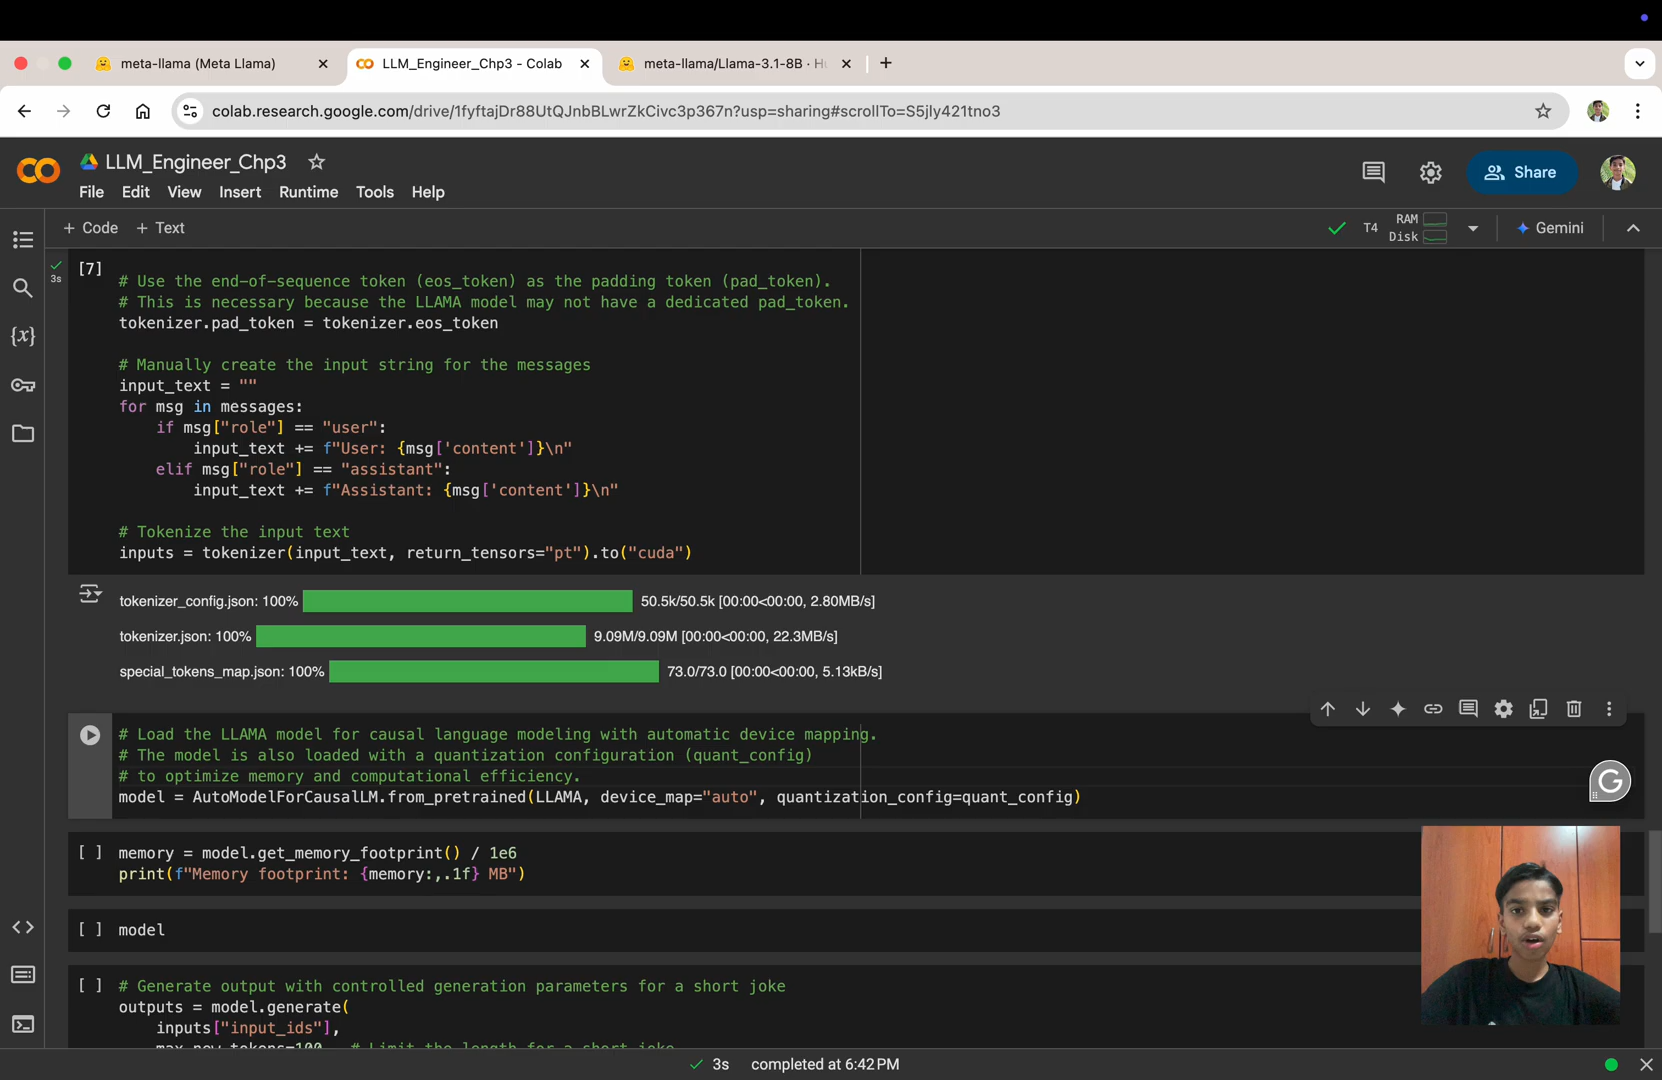 meta-llama (Meta Llama)
LLM_Engineer_Chp3 - Colab
meta-llama/Llama-3.1-8B · H
colab.research.google.com/drive/1fyftajDr88UtQJnbBLwrZkCivc3p367n?usp=sharing#scrollTo=S5jly421tno3
LLM_Engineer_Chp3
Share
File Edit View Insert Runtime Tools Help
+ Code + Text
T4
RAM
Disk
Gemini
3s
[7]
# Use the end-of-sequence token (eos_token) as the padding token (pad_token).
# This is necessary because the LLAMA model may not have a dedicated pad_token.
tokenizer.pad_token = tokenizer.eos_token
# Manually create the input string for the messages
input_text = ""
for msg in messages:
if msg["role"] == "user":
input_text += f"User: {msg['content']}\n"
elif msg["role"] == "assistant":
input_text += f"Assistant: {msg['content']}\n"
# Tokenize the input text
inputs = tokenizer(input_text, return_tensors="pt").to("cuda")
tokenizer_config.json: 100% 50.5k/50.5k [00:00<00:00, 2.80MB/s]
tokenizer.json: 100% 9.09M/9.09M [00:00<00:00, 22.3MB/s]
special_tokens_map.json: 100% 73.0/73.0 [00:00<00:00, 5.13kB/s]
# Load the LLAMA model for causal language modeling with automatic device mapping.
# The model is also loaded with a quantization configuration (quant_config)
# to optimize memory and computational efficiency.
model = AutoModelForCausalLM.from_pretrained(LLAMA, device_map="auto", quantization_config=quant_config)
[ ] memory = model.get_memory_footprint() / 1e6
print(f"Memory footprint: {memory:,.1f} MB")
[ ] model
[ ] # Generate output with controlled generation parameters for a short joke
outputs = model.generate(
inputs["input_ids"],
max_new_tokens=100, # Limit the length for a short joke
3s completed at 6:42 PM